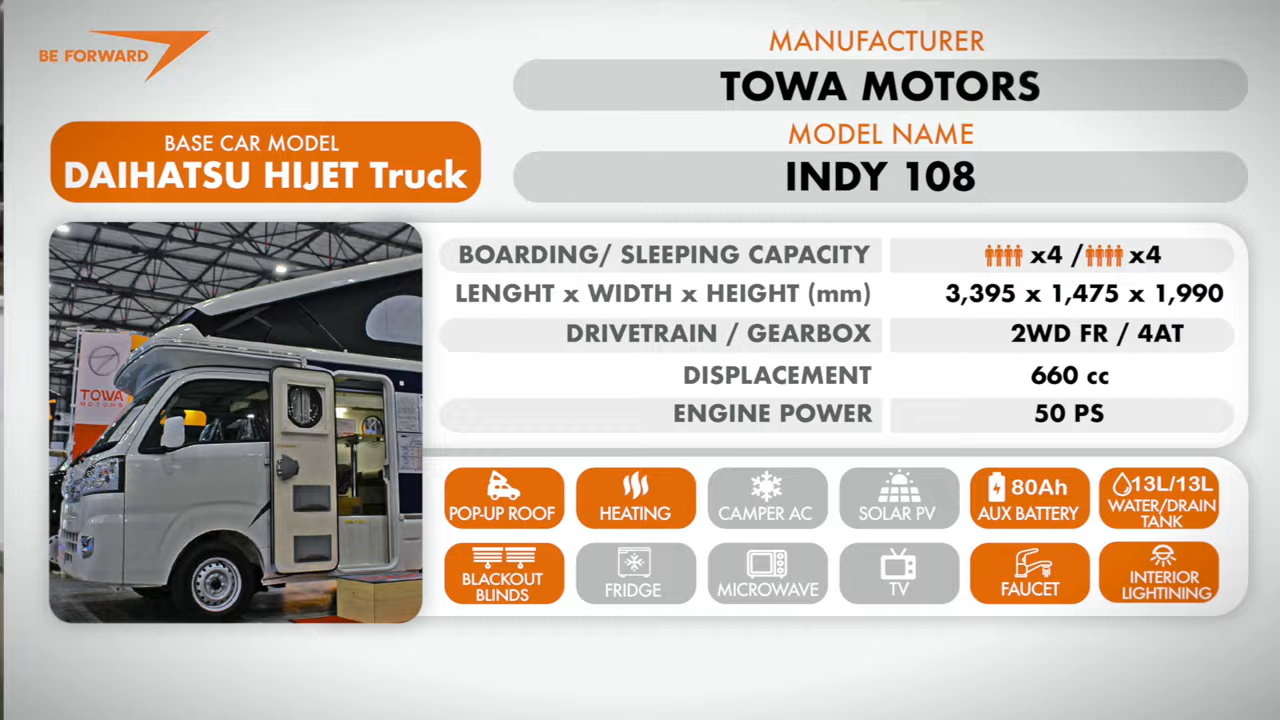 BE FORWARD
MANUFACTURER
TOWA MOTORS
BASE CAR MODEL
DAIHATSU HIJET Truck
MODEL NAME
INDY 108
BOARDING/ SLEEPING CAPACITY x4 / x4
LENGHT x WIDTH x HEIGHT (mm) 3,395 x 1,475 x 1,990
DRIVETRAIN / GEARBOX 2WD FR / 4AT
DISPLACEMENT 660 cc
ENGINE POWER 50 PS
TOWA
MOTORS
POP-UP ROOF
HEATING
CAMPER AC
SOLAR PV
80Ah
AUX BATTERY
13L/13L
WATER/DRAIN
TANK
BLACKOUT
BLINDS
FRIDGE
MICROWAVE
TV
FAUCET
INTERIOR
LIGHTINING